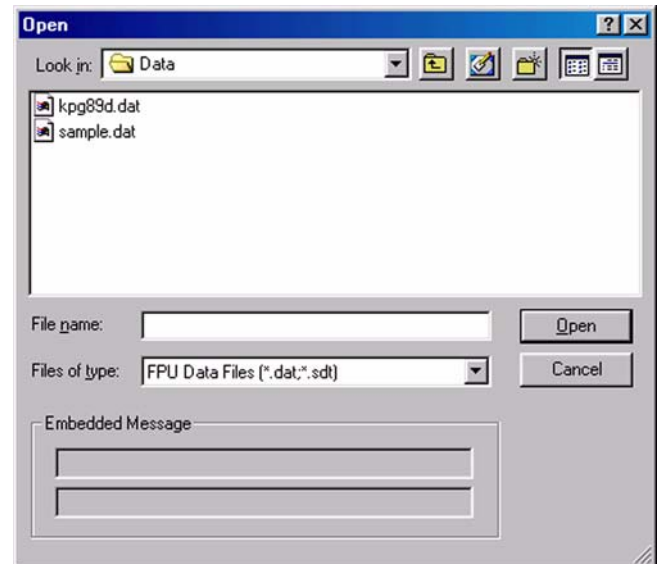 Open
Look in: Data
kpg89d.dat
sample.dat
File name:
Open
Files of type: FPU Data Files (*.dat;*.sdt)
Cancel
Embedded Message